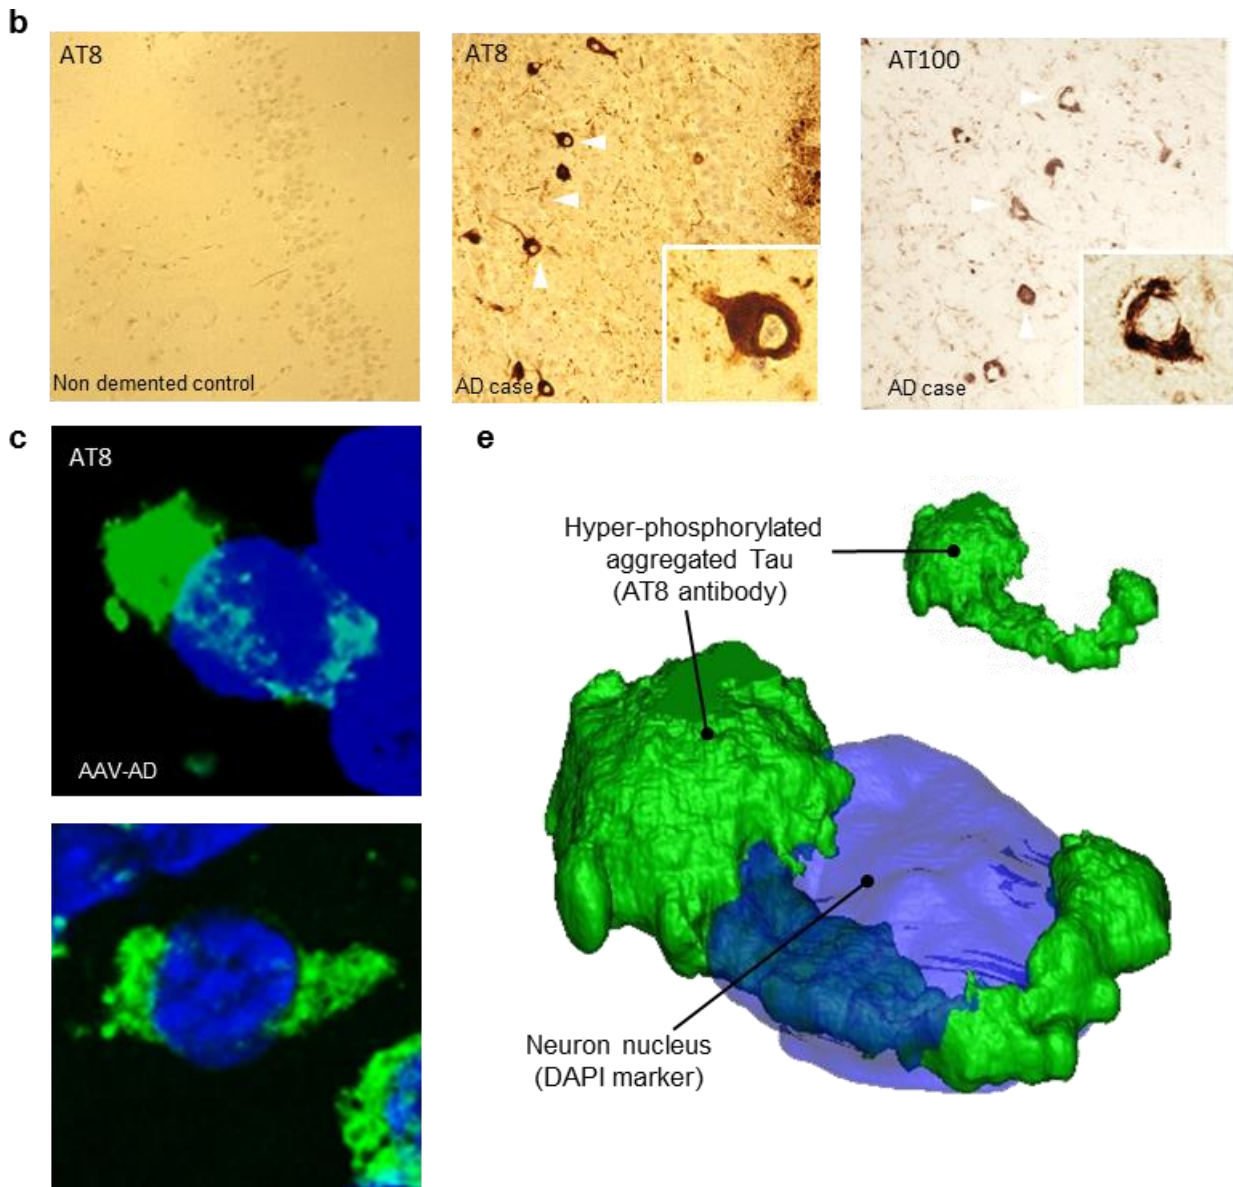 b
AT8
Non demented control
AT8
AD case
AT100
AD case
c
AT8
AAV-AD
e
Hyper-phosphorylated
aggregated Tau
(AT8 antibody)
Neuron nucleus
(DAPI marker)